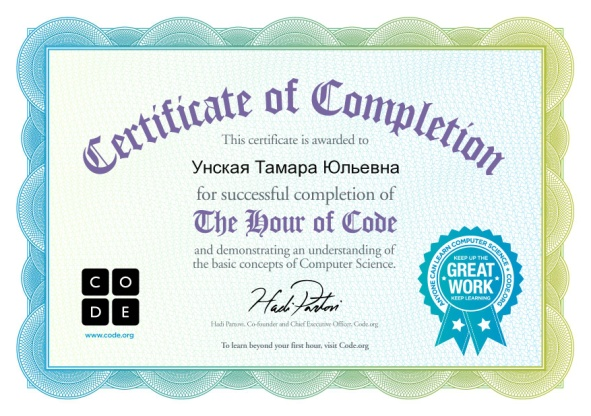 Certificate of Completion
This certificate is awarded to
Унская Тамара Юльевна
for successful completion of
The Hour of Code
and demonstrating an understanding of
the basic concepts of Computer Science.
Hadi Partovi
Hadi Partovi, Co-founder and Chief Executive Officer, Code.org
To learn beyond your first hour, visit Code.org
C O
D E
www.code.org
ANYONE CAN LEARN COMPUTER SCIENCE • CODE.ORG
KEEP UP THE
GREAT
WORK
KEEP LEARNING